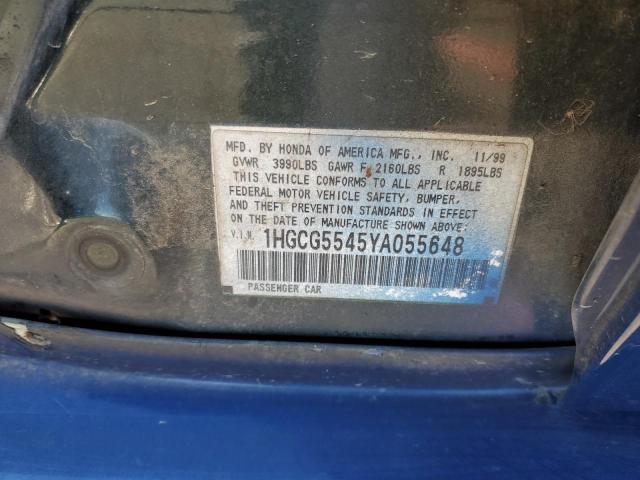 MFD. BY HONDA OF AMERICA MFG., INC. 11/99
GVWR 3990LBS GAWR F 2160LBS R 1895LBS
THIS VEHICLE CONFORMS TO ALL APPLICABLE
FEDERAL MOTOR VEHICLE SAFETY, BUMPER,
AND THEFT PREVENTION STANDARDS IN EFFECT
ON THE DATE OF MANUFACTURE SHOWN ABOVE:
V.I.N. 1HGCG5545YA055648
PASSENGER CAR